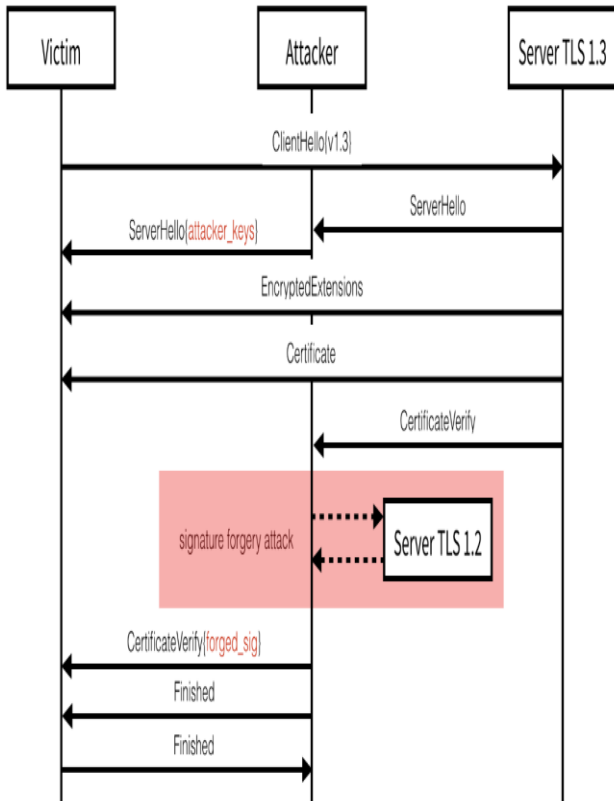 Victim
Attacker
Server TLS 1.3
ClientHello{v1.3}
ServerHello
ServerHello{attacker_keys}
EncryptedExtensions
Certificate
CertificateVerify
signature forgery attack
Server TLS 1.2
CertificateVerify{forged_sig}
Finished
Finished